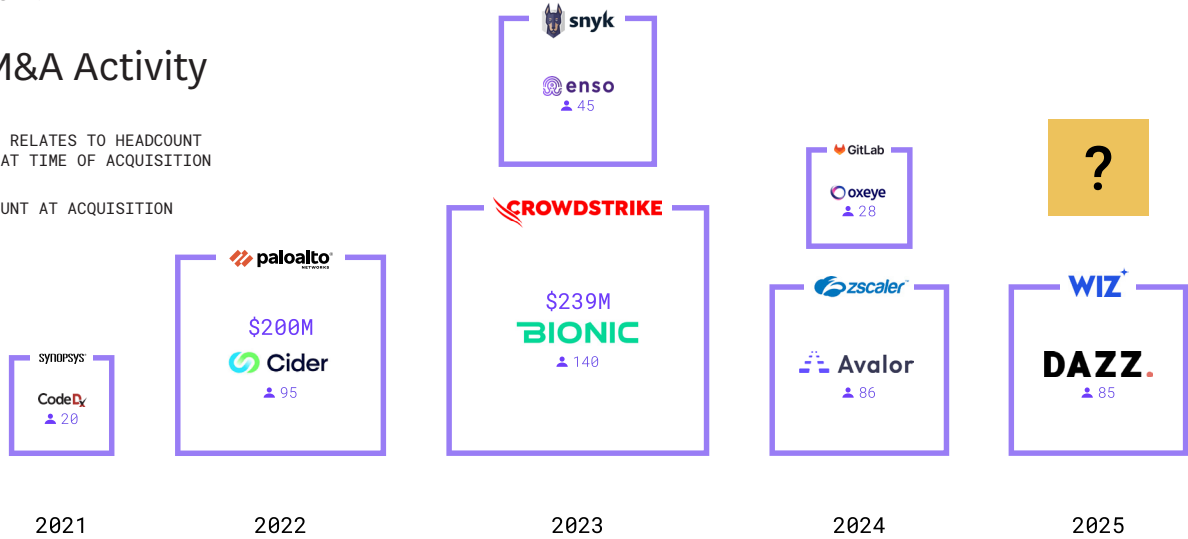 M&A Activity
RELATES TO HEADCOUNT
AT TIME OF ACQUISITION
UNT AT ACQUISITION
snyk
enso
45
CROWDSTRIKE
$239M
BIONIC
140
paloalto
NETWORKS
$200M
Cider
95
SYNOPSYS
CodeDx
20
GitLab
oxeye
28
zscaler
Avalor
86
?
WIZ
DAZZ.
85
2021
2022
2023
2024
2025